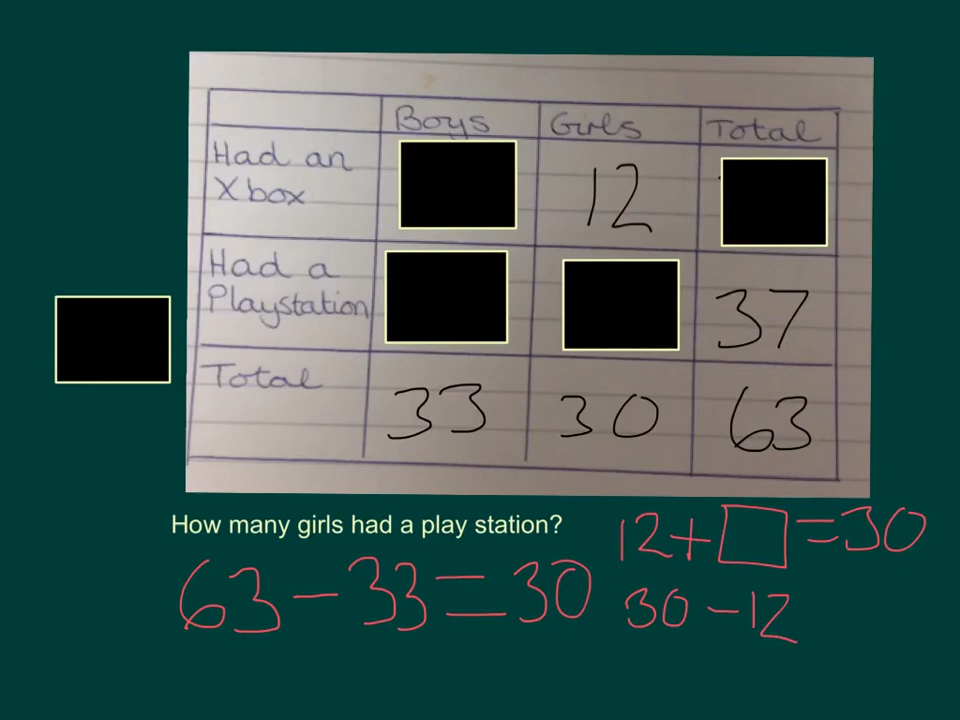 Boys Girls Total
Had an 12
Xbox
Had a
Playstation 37
Total 33 30 63
How many girls had a play station?
12+□=30
63-33=30
30-12